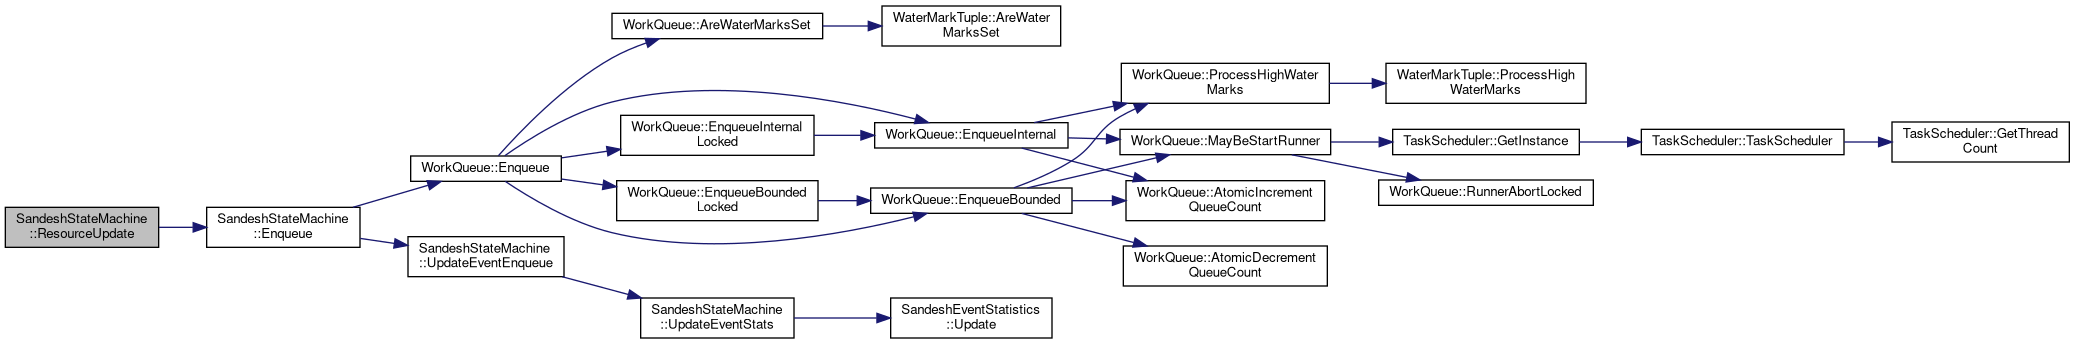 SandeshStateMachine
::ResourceUpdate
SandeshStateMachine
::Enqueue
WorkQueue::Enqueue
SandeshStateMachine
::UpdateEventEnqueue
WorkQueue::AreWaterMarksSet
WorkQueue::EnqueueInternal
Locked
WorkQueue::EnqueueBounded
Locked
SandeshStateMachine
::UpdateEventStats
WaterMarkTuple::AreWater
MarksSet
WorkQueue::EnqueueInternal
WorkQueue::EnqueueBounded
SandeshEventStatistics
::Update
WorkQueue::ProcessHighWater
Marks
WorkQueue::MayBeStartRunner
WorkQueue::AtomicIncrement
QueueCount
WorkQueue::AtomicDecrement
QueueCount
WaterMarkTuple::ProcessHigh
WaterMarks
TaskScheduler::GetInstance
WorkQueue::RunnerAbortLocked
TaskScheduler::TaskScheduler
TaskScheduler::GetThread
Count